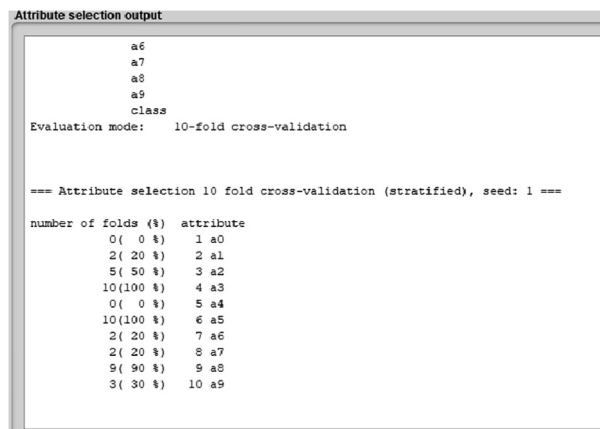 Attribute selection output
a6
a7
a8
a9
class
Evaluation mode: 10-fold cross-validation
=== Attribute selection 10 fold cross-validation (stratified), seed: 1 ===
number of folds (%) attribute
0( 0 %) 1 a0
2( 20 %) 2 a1
5( 50 %) 3 a2
10(100 %) 4 a3
0( 0 %) 5 a4
10(100 %) 6 a5
2( 20 %) 7 a6
2( 20 %) 8 a7
9( 90 %) 9 a8
3( 30 %) 10 a9